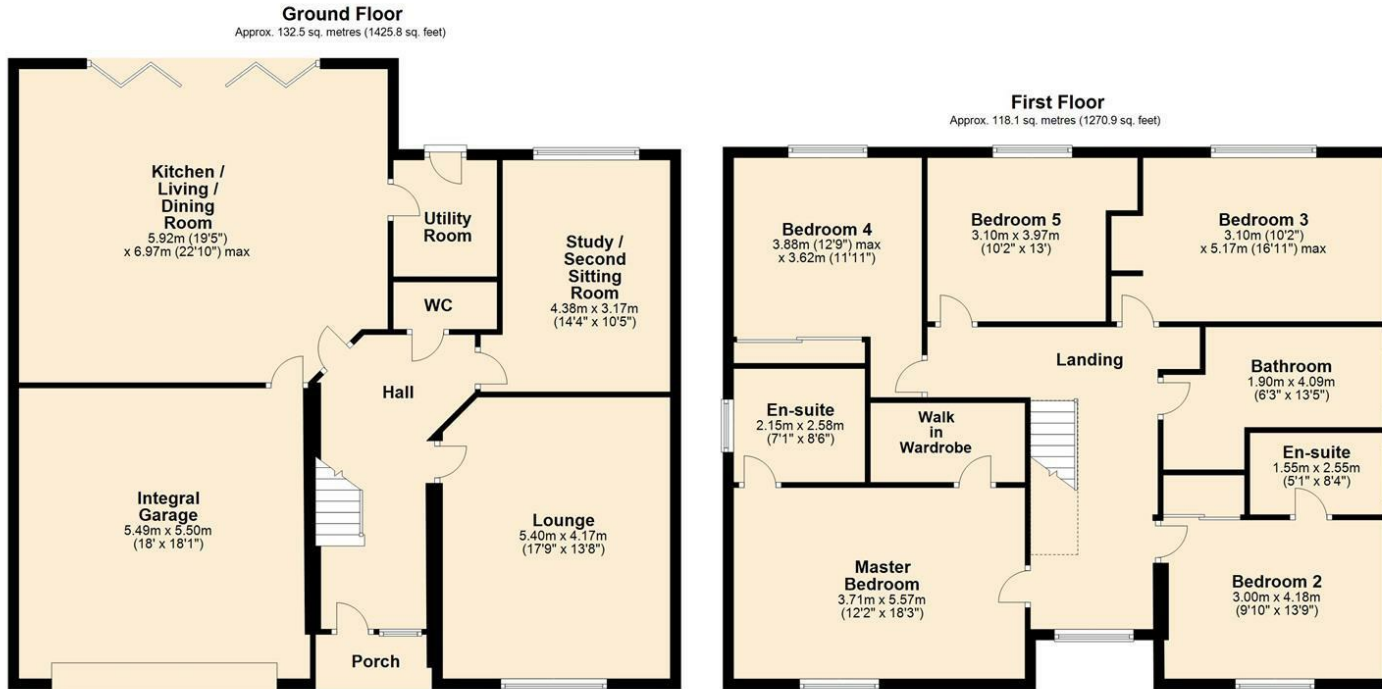 Ground Floor
Approx. 132.5 sq. metres (1425.8 sq. feet)
Kitchen /
Living /
Dining
Room
5.92m (19'5")
x 6.97m (22'10") max
Utility
Room
Study /
Second
Sitting
Room
4.38m x 3.17m
(14'4" x 10'5")
WC
Hall
Integral
Garage
5.49m x 5.50m
(18' x 18'1")
Lounge
5.40m x 4.17m
(17'9" x 13'8")
Porch
First Floor
Approx. 118.1 sq. metres (1270.9 sq. feet)
Bedroom 4
3.88m (12'9") max
x 3.62m (11'11")
Bedroom 5
3.10m x 3.97m
(10'2" x 13')
Bedroom 3
3.10m (10'2")
x 5.17m (16'11") max
Landing
Bathroom
1.90m x 4.09m
(6'3" x 13'5")
En-suite
2.15m x 2.58m
(7'1" x 8'6")
Walk
in
Wardrobe
En-suite
1.55m x 2.55m
(5'1" x 8'4")
Master
Bedroom
3.71m x 5.57m
(12'2" x 18'3")
Bedroom 2
3.00m x 4.18m
(9'10" x 13'9")